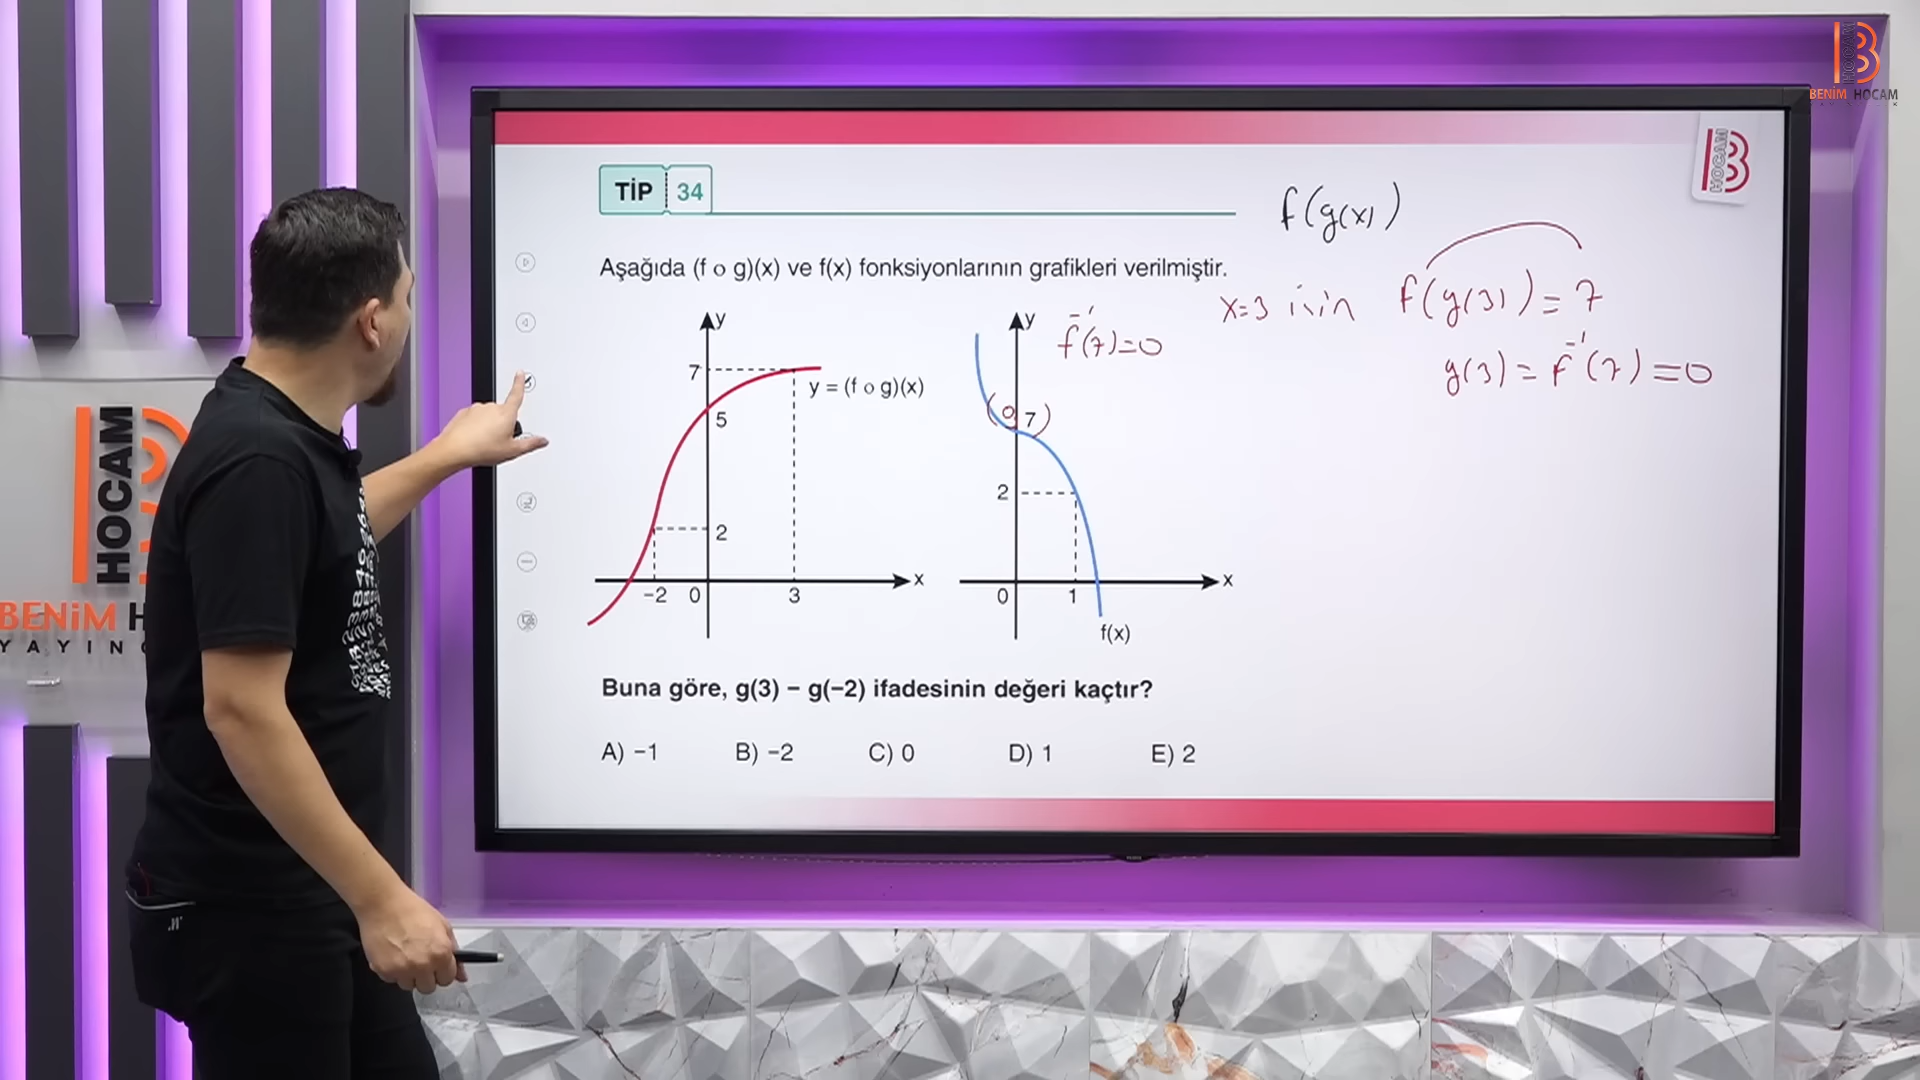 BENİM HOCAM
HOCAM
TİP 34
f(g(x))
Aşağıda (f o g)(x) ve f(x) fonksiyonlarının grafikleri verilmiştir.
x=3 için f(g(3))=7
g(3)=f⁻¹(7)=0
y
7
y = (f o g)(x)
5
2
-2 0 3 x
y
f⁻¹(7)=0
(0 7)
2
0 1 x
f(x)
Buna göre, g(3) − g(−2) ifadesinin değeri kaçtır?
A) −1 B) −2 C) 0 D) 1 E) 2
HOCAM
BENİM H
YAYINC